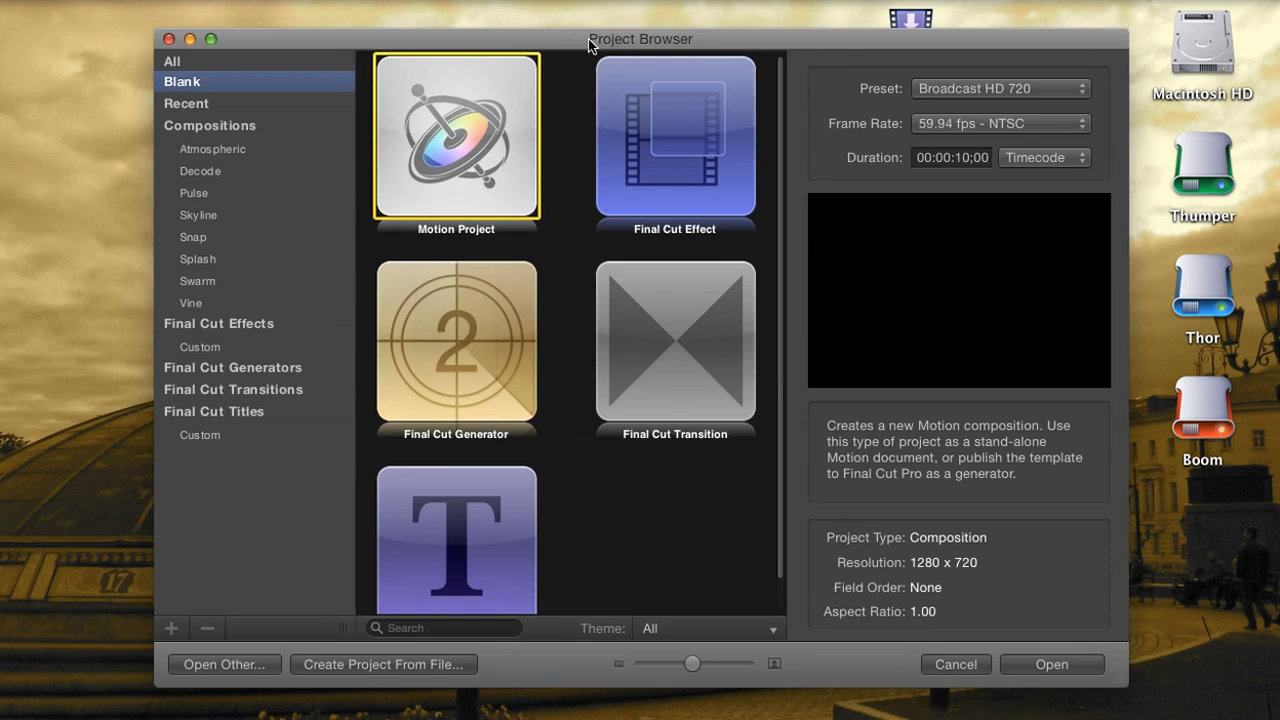 Project Browser
All
Blank
Recent
Compositions
Atmospheric
Decode
Pulse
Skyline
Snap
Splash
Swarm
Vine
Final Cut Effects
Custom
Final Cut Generators
Final Cut Transitions
Final Cut Titles
Custom
Motion Project
Final Cut Effect
2
Final Cut Generator
Final Cut Transition
T
Search
Theme: All
Preset: Broadcast HD 720
Frame Rate: 59.94 fps - NTSC
Duration: 00:00:10;00 Timecode
Creates a new Motion composition. Use
this type of project as a stand-alone
Motion document, or publish the template
to Final Cut Pro as a generator.
Project Type: Composition
Resolution: 1280 x 720
Field Order: None
Aspect Ratio: 1.00
Open Other...
Create Project From File...
Cancel
Open
Macintosh HD
Thumper
Thor
Boom
17